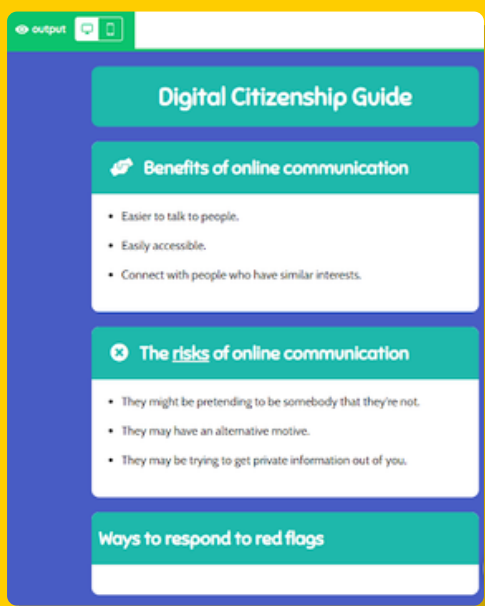 output
Digital Citizenship Guide
Benefits of online communication
• Easier to talk to people.
• Easily accessible.
• Connect with people who have similar interests.
The risks of online communication
• They might be pretending to be somebody that they're not.
• They may have an alternative motive.
• They may be trying to get private information out of you.
Ways to respond to red flags